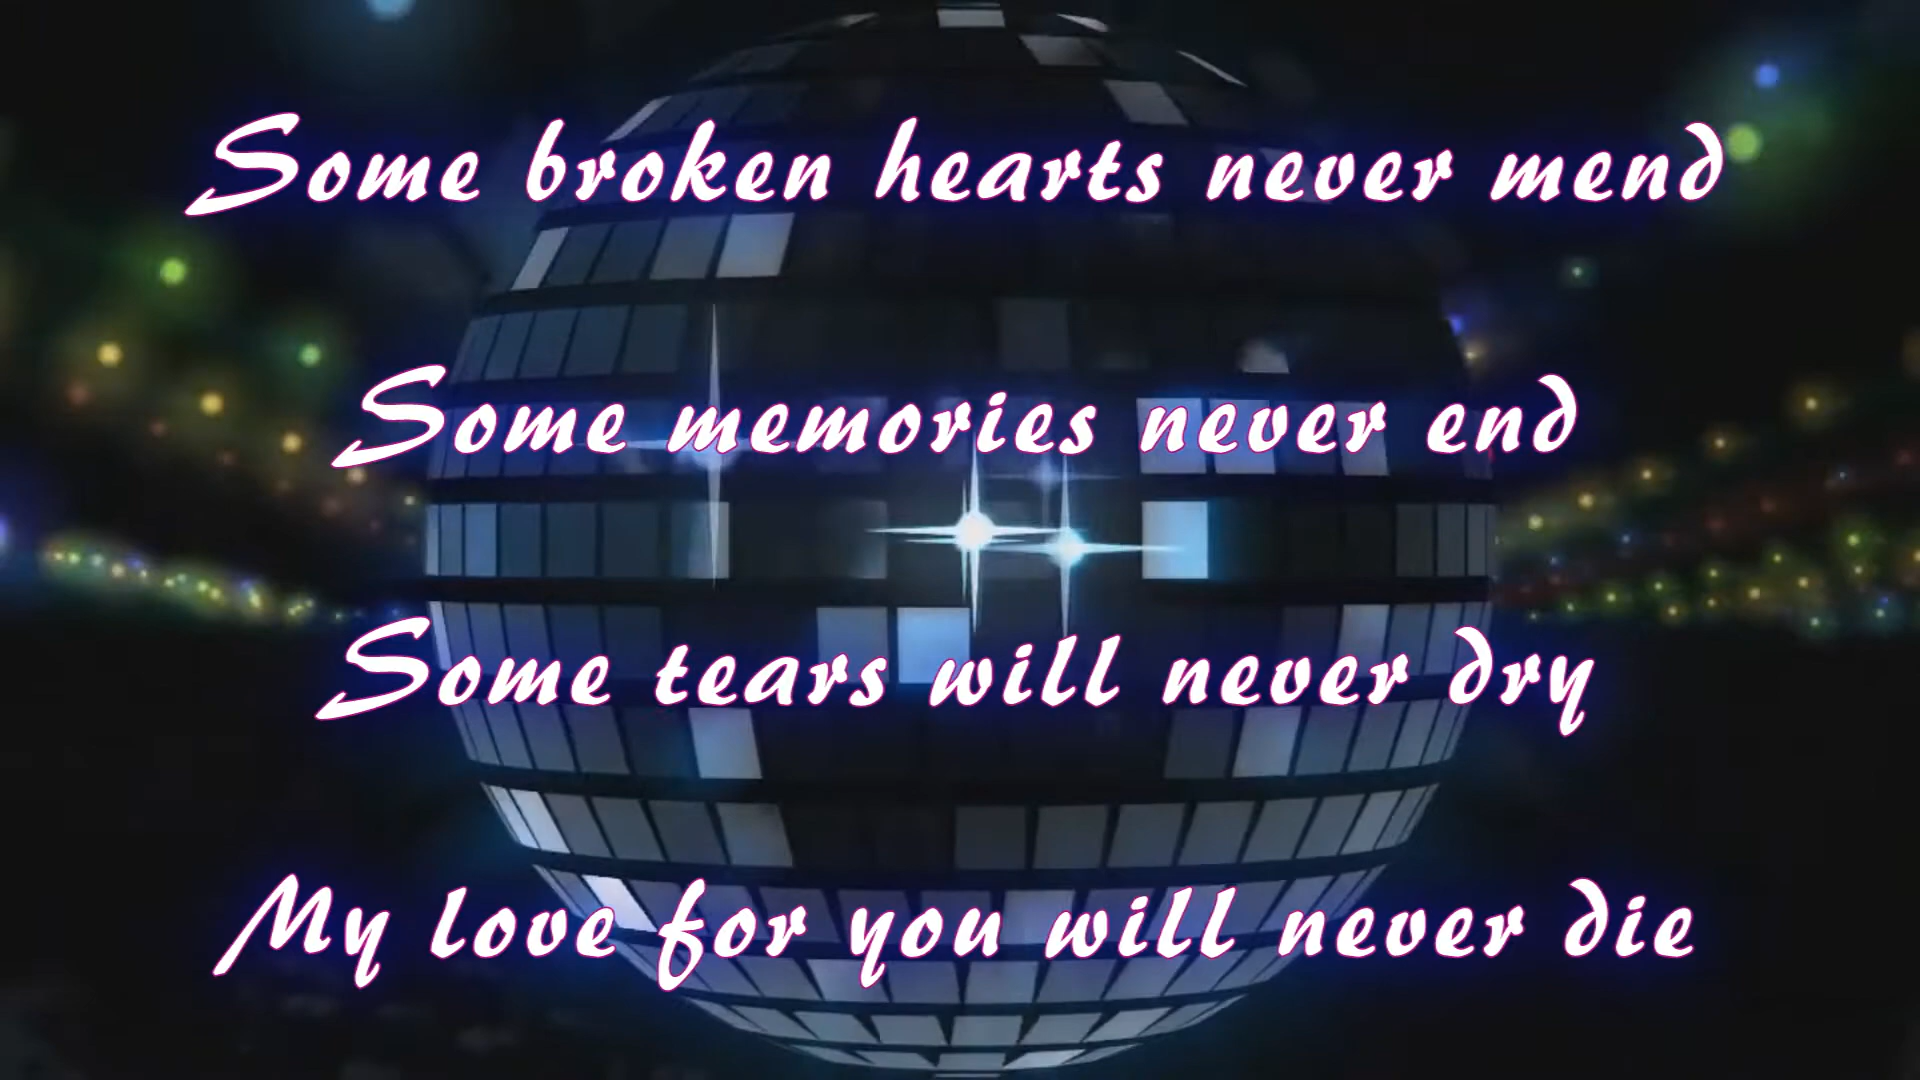 Some broken hearts never mend
Some memories never end
Some tears will never dry
My love for you will never die